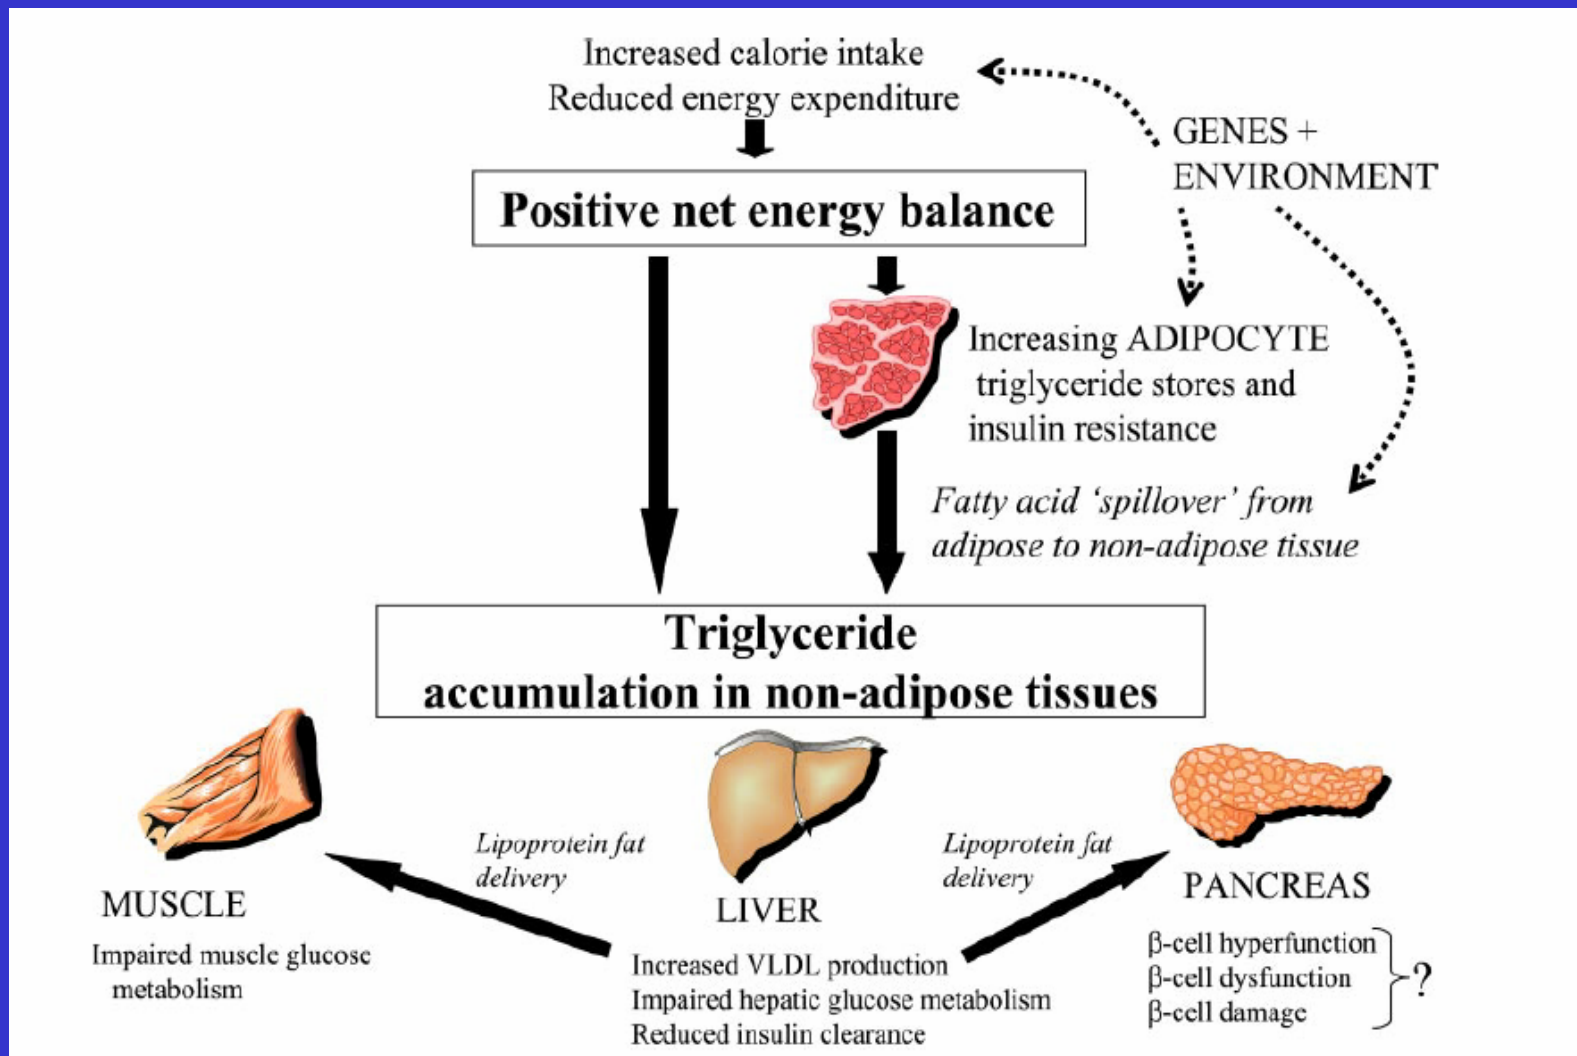 Increased calorie intake
Reduced energy expenditure
GENES +
ENVIRONMENT
Positive net energy balance
Increasing ADIPOCYTE
triglyceride stores and
insulin resistance
Fatty acid ‘spillover’ from
adipose to non-adipose tissue
Triglyceride
accumulation in non-adipose tissues
MUSCLE
Impaired muscle glucose
metabolism
Lipoprotein fat
delivery
LIVER
Increased VLDL production
Impaired hepatic glucose metabolism
Reduced insulin clearance
Lipoprotein fat
delivery
PANCREAS
β-cell hyperfunction
β-cell dysfunction
β-cell damage
?